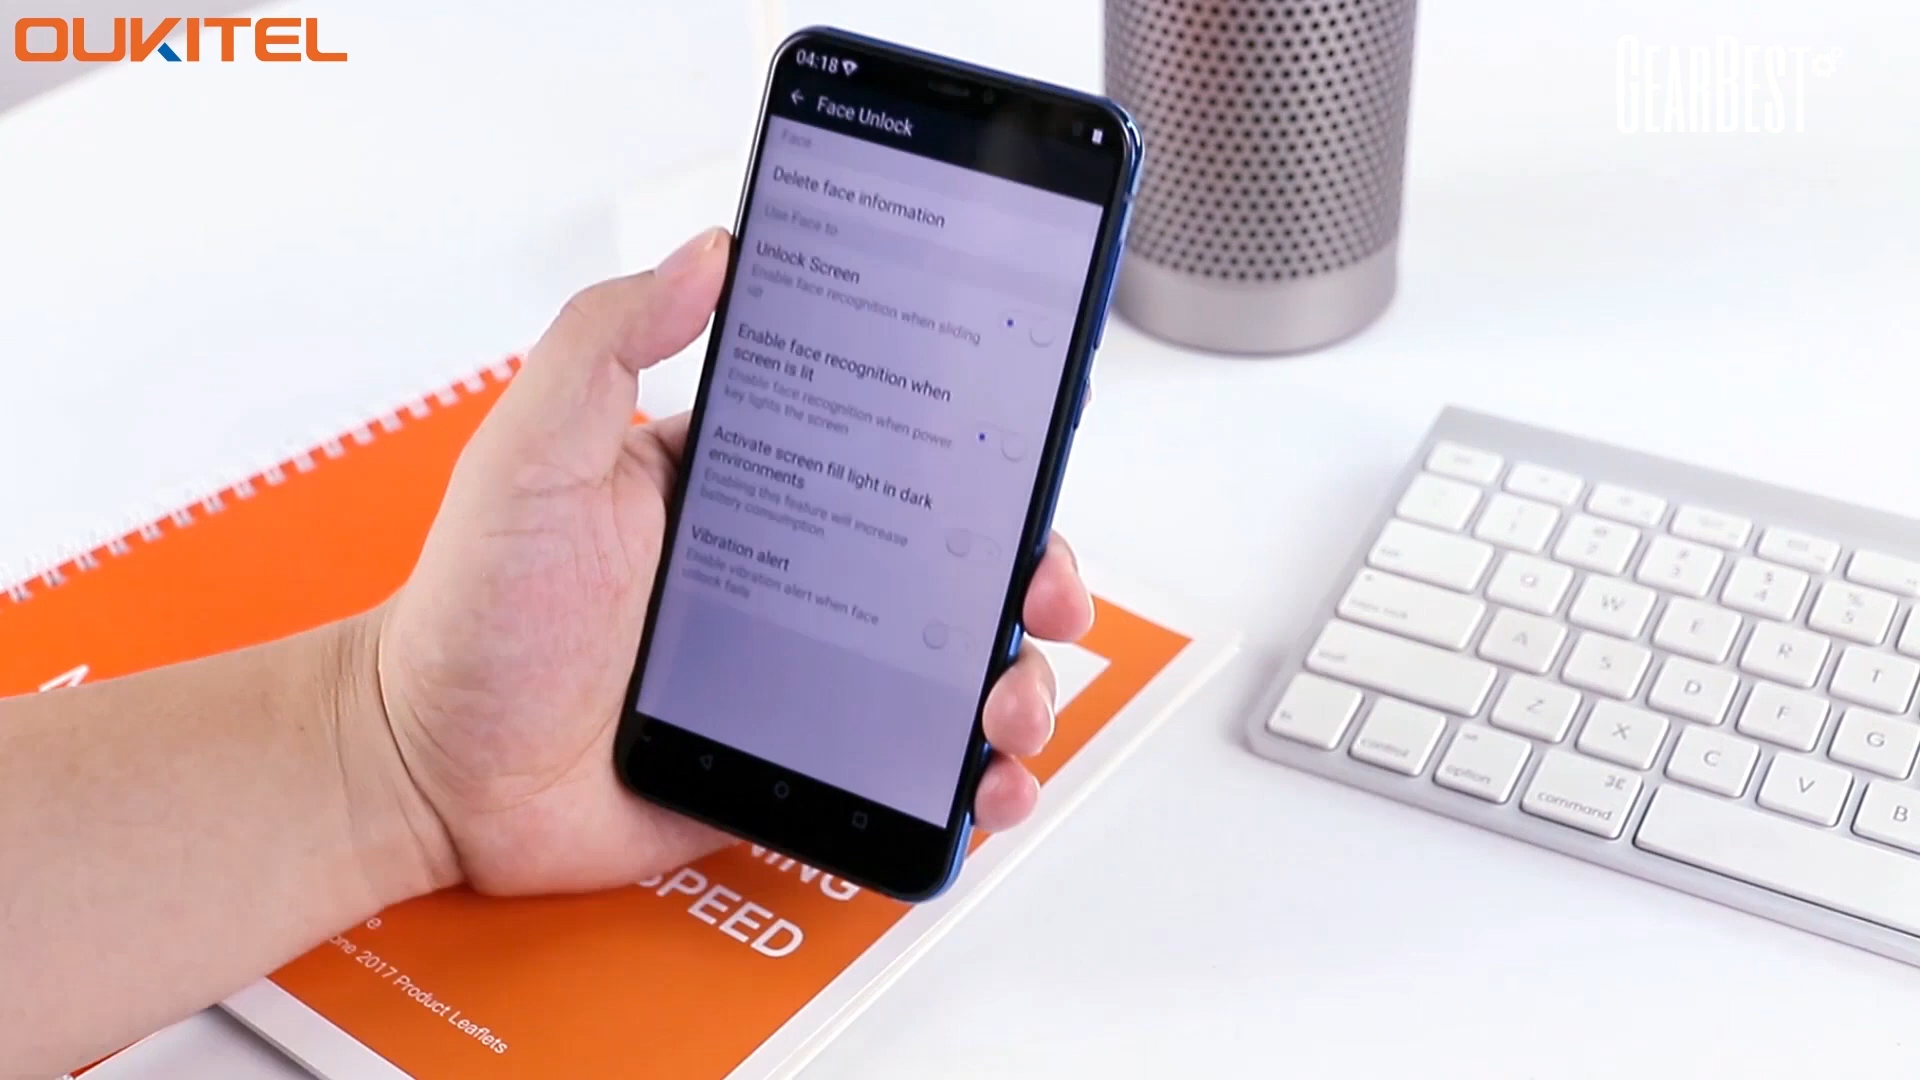 OUKITEL
GEARBEST
04:18
Face Unlock
Face
Delete face information
Use Face to
Unlock Screen
Enable face recognition when sliding
up
Enable face recognition when
screen is lit
Enable face recognition when power
key lights the screen
Activate screen fill light in dark
environments
Enabling this feature will increase
battery consumption
Vibration alert
Enable vibration alert when face
unlock fails
SPEED
2017 Product Leaflets
Q
W
E
R
T
A
S
D
F
G
Z
X
C
V
B
control
option
command